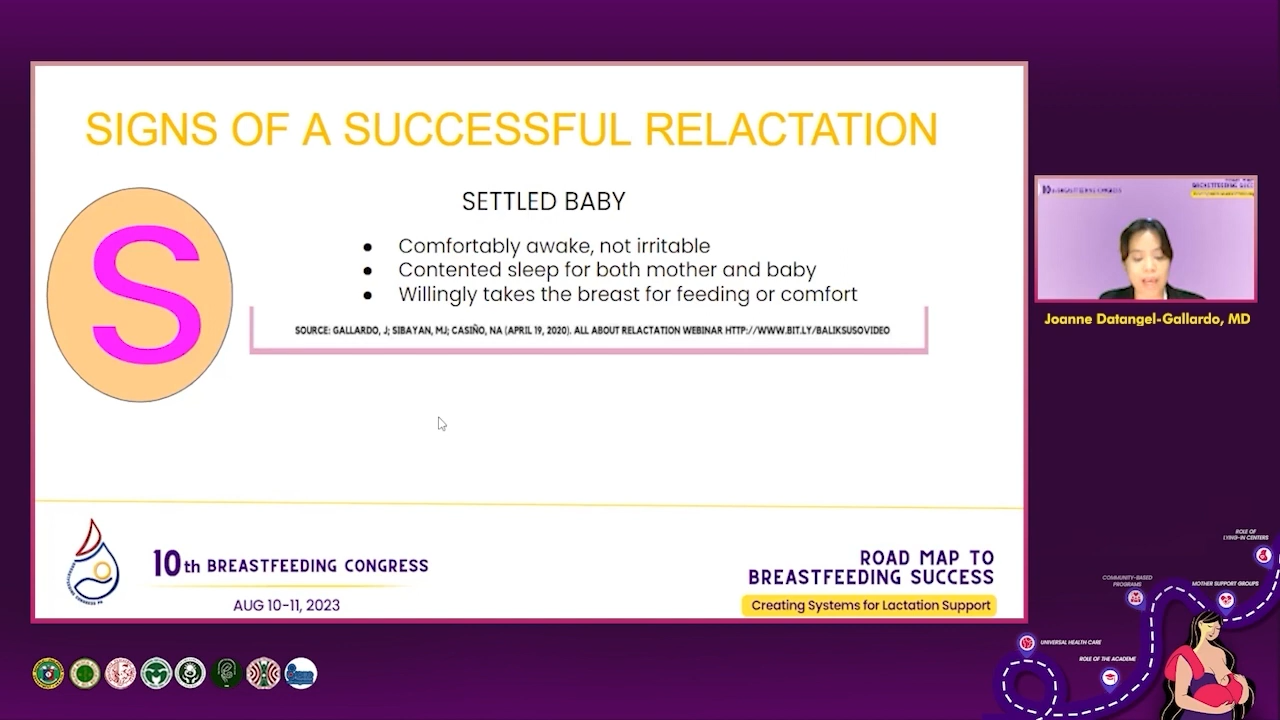 SIGNS OF A SUCCESSFUL RELACTATION
S
SETTLED BABY
● Comfortably awake, not irritable
● Contented sleep for both mother and baby
● Willingly takes the breast for feeding or comfort
SOURCE: GALLARDO, J; SIBAYAN, MJ; CASIÑO, NA (APRIL 19, 2020). ALL ABOUT RELACTATION WEBINAR HTTP://WWW.BIT.LY/BALIKSUSOVIDEO
10th BREASTFEEDING CONGRESS
AUG 10-11, 2023
ROAD MAP TO
BREASTFEEDING SUCCESS
Creating Systems for Lactation Support
Joanne Datangel-Gallardo, MD
ROLE OF
LYING-IN CENTERS
COMMUNITY-BASED
PROGRAMS
MOTHER SUPPORT GROUPS
UNIVERSAL HEALTH CARE
ROLE OF THE ACADEME